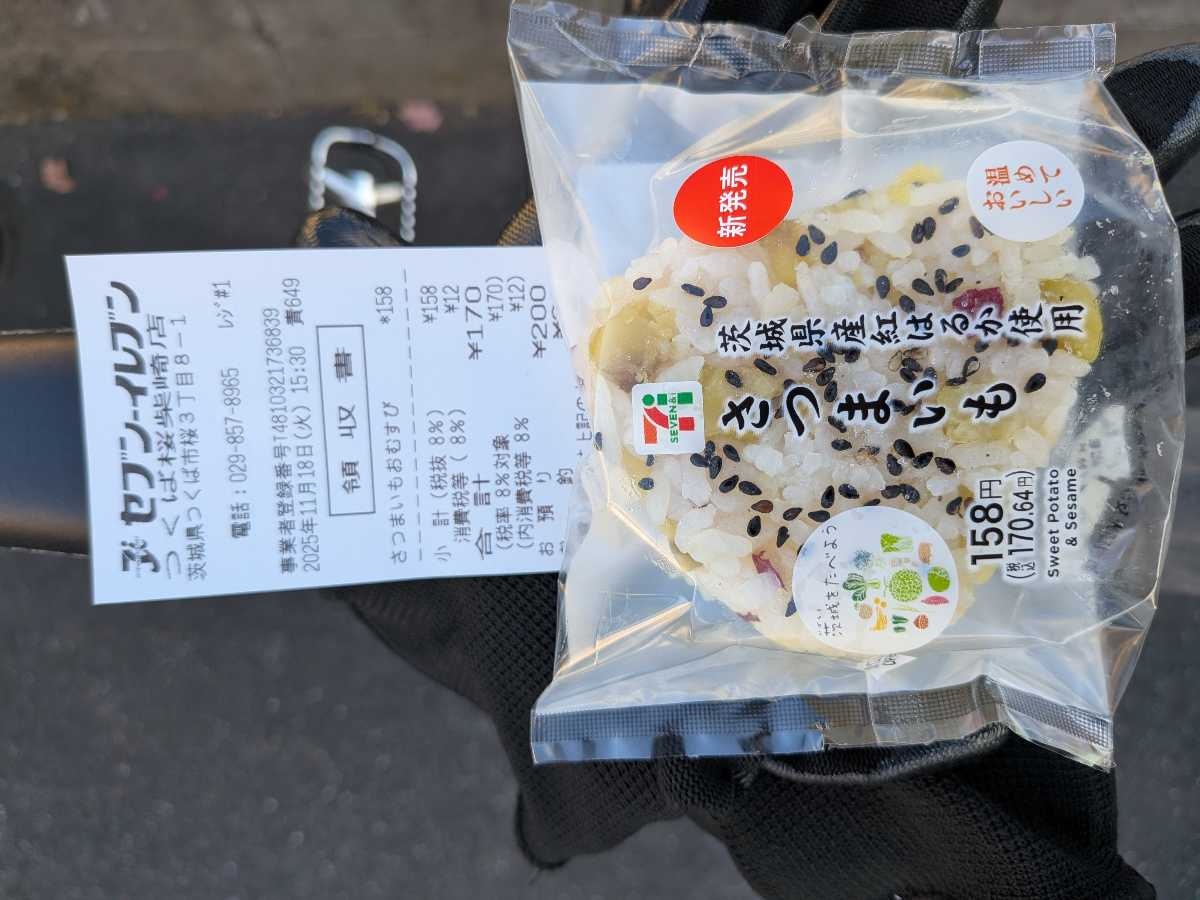 セブン-イレブン
つくば桜柴崎店
茨城県つくば市桜3丁目8-1
電話:029-857-8965 レジ#1
事業者登録番号T4810321736839
2025年11月18日(火) 15:30 責649
領収書
さつまいもおむすび *158
小計(税抜 8%) ¥158
消費税等( 8%) ¥12
合計 ¥170
(税率 8%対象 ¥170)
(内消費税等 8% ¥12)
お預り ¥200
お釣
上記の
新発売
温めて
おいしい
茨城県産紅はるか使用
7
SEVEN&i
さつまいも
158円
(税込170.64円)
Sweet Potato
& Sesame
茨城をたべよう